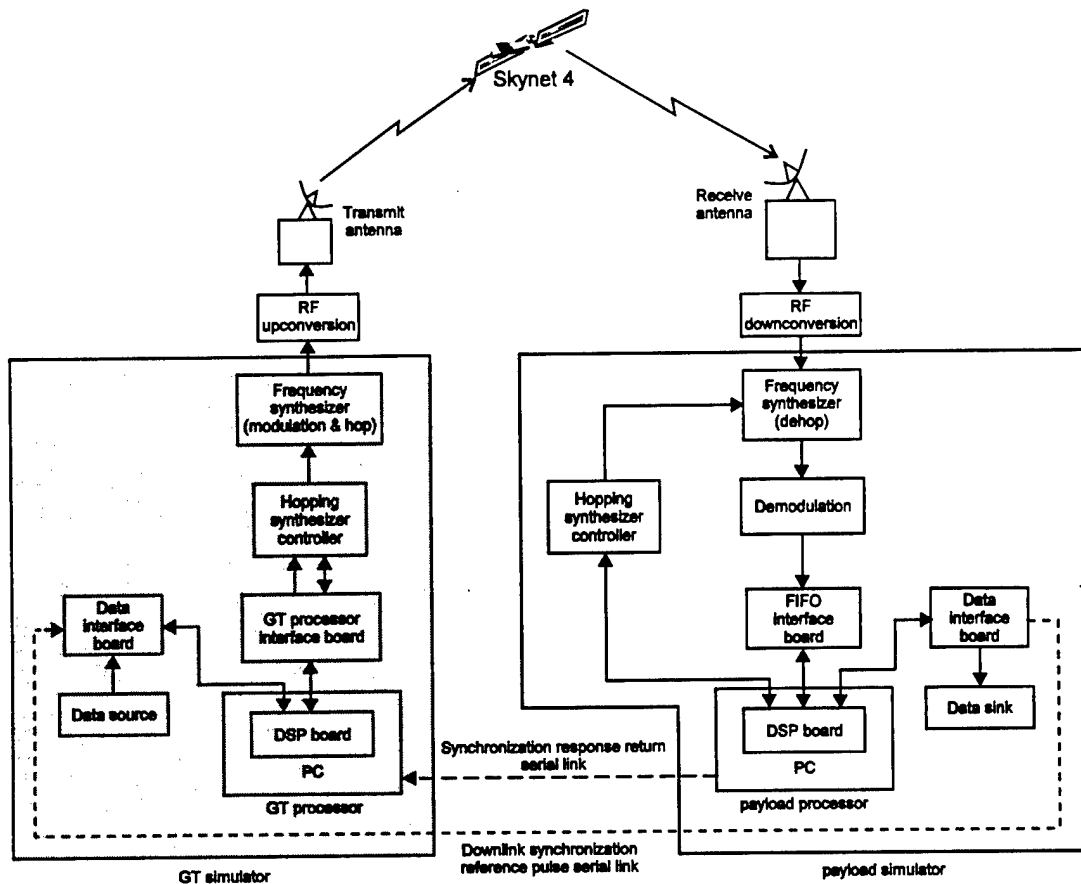 Skynet 4
Transmit
antenna
Receive
antenna
RF
upconversion
RF
downconversion
Frequency
synthesizer
(modulation & hop)
Frequency
synthesizer
(dehop)
Hopping
synthesizer
controller
Hopping
synthesizer
controller
Demodulation
Data
interface
board
GT processor
interface board
FIFO
interface
board
Data
interface
board
Data source
DSP board
PC
GT processor
Synchronization response return
serial link
DSP board
PC
payload processor
Data sink
Downlink synchronization
reference pulse serial link
GT simulator
payload simulator